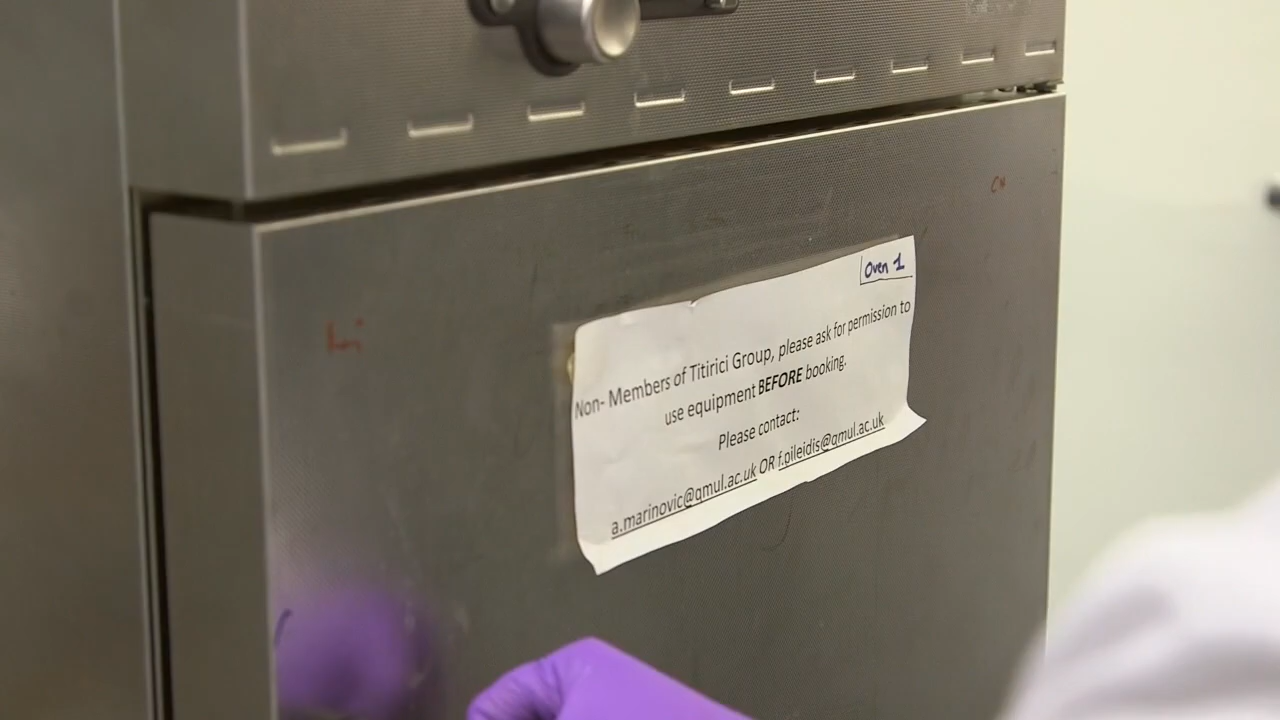 Oven 1
Non- Members of Titirici Group, please ask for permission to
use equipment BEFORE booking.
Please contact:
a.marinovic@qmul.ac.uk OR f.pileidis@qmul.ac.uk